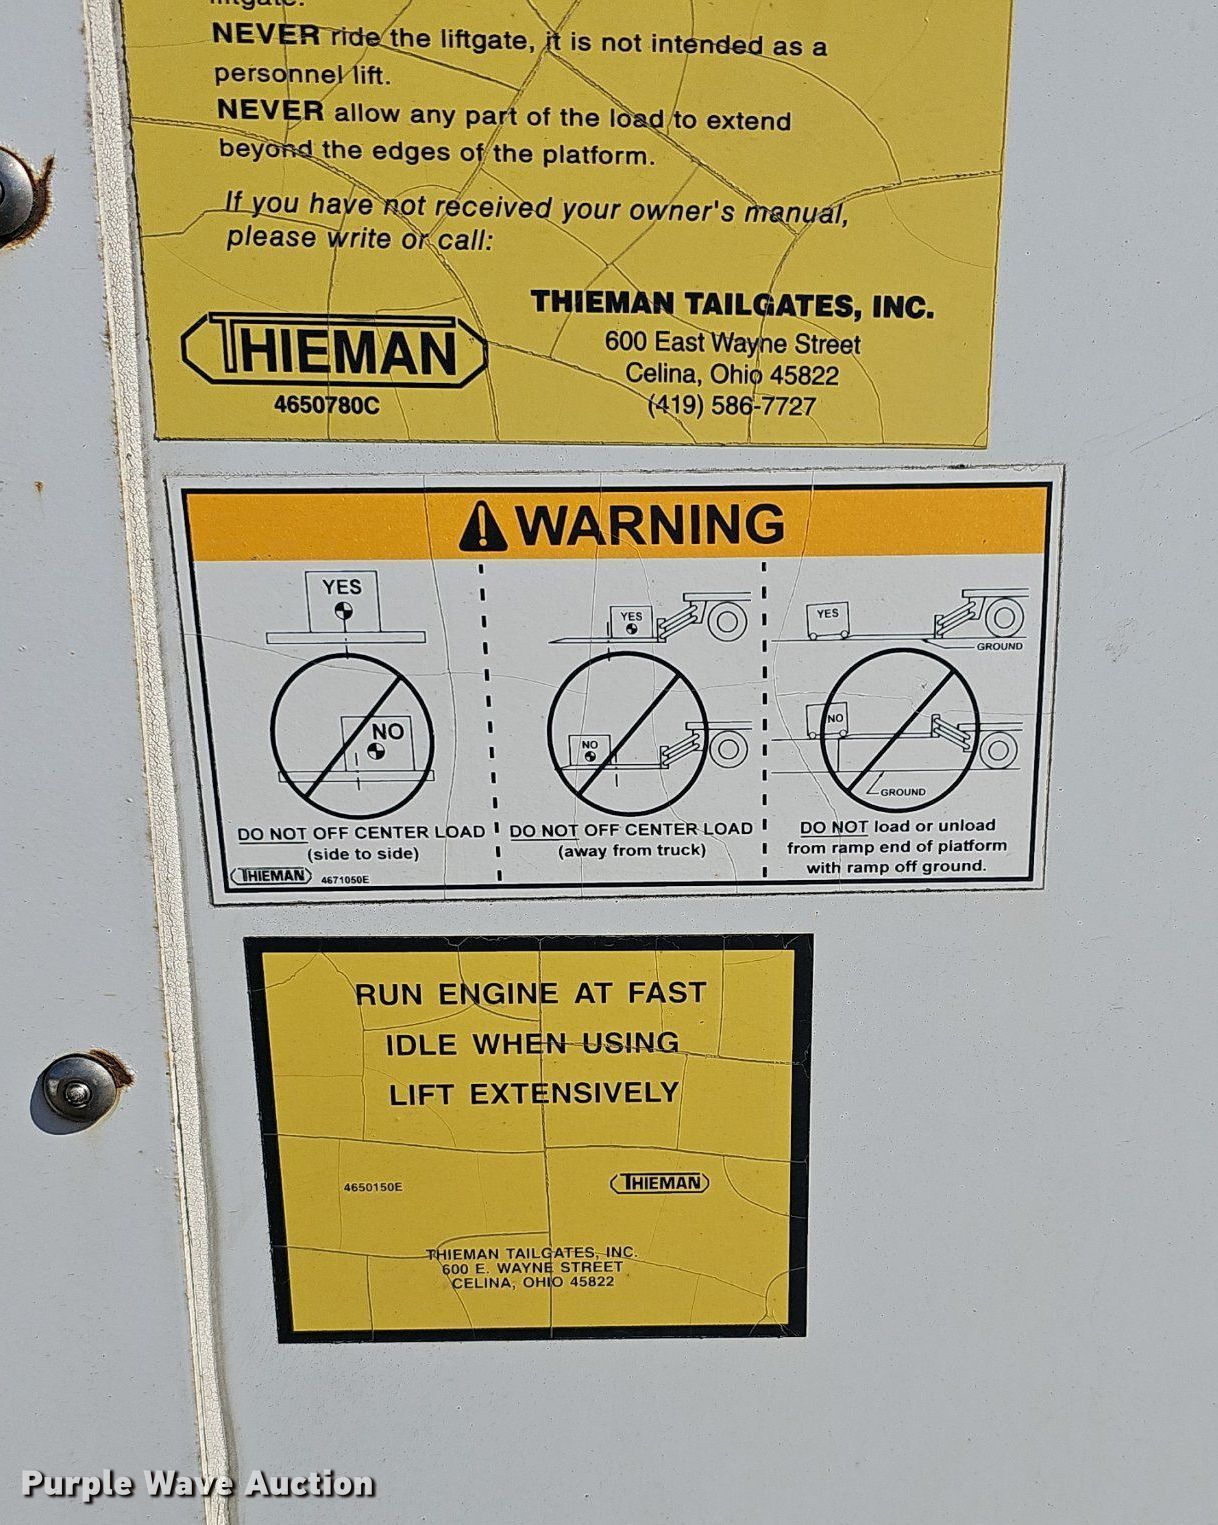 liftgate.
NEVER ride the liftgate, it is not intended as a
personnel lift.
NEVER allow any part of the load to extend
beyond the edges of the platform.
If you have not received your owner's manual,
please write or call:
THIEMAN
4650780C
THIEMAN TAILGATES, INC.
600 East Wayne Street
Celina, Ohio 45822
(419) 586-7727
WARNING
YES
NO
DO NOT OFF CENTER LOAD
(side to side)
THIEMAN 4671050E
YES
NO
DO NOT OFF CENTER LOAD
(away from truck)
YES
GROUND
NO
GROUND
DO NOT load or unload
from ramp end of platform
with ramp off ground.
RUN ENGINE AT FAST
IDLE WHEN USING
LIFT EXTENSIVELY
4650150E
THIEMAN
THIEMAN TAILGATES, INC.
600 E. WAYNE STREET
CELINA, OHIO 45822
Purple Wave Auction